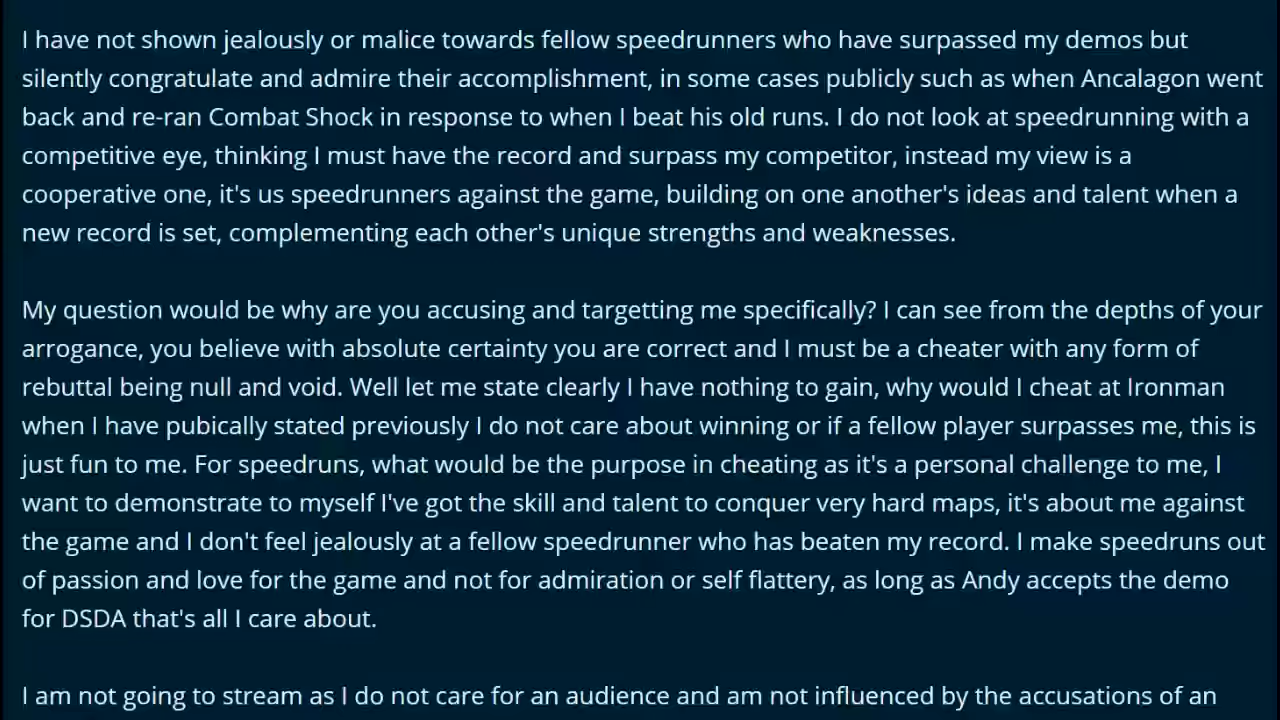 I have not shown jealously or malice towards fellow speedrunners who have surpassed my demos but
silently congratulate and admire their accomplishment, in some cases publicly such as when Ancalagon went
back and re-ran Combat Shock in response to when I beat his old runs. I do not look at speedrunning with a
competitive eye, thinking I must have the record and surpass my competitor, instead my view is a
cooperative one, it's us speedrunners against the game, building on one another's ideas and talent when a
new record is set, complementing each other's unique strengths and weaknesses.
My question would be why are you accusing and targetting me specifically? I can see from the depths of your
arrogance, you believe with absolute certainty you are correct and I must be a cheater with any form of
rebuttal being null and void. Well let me state clearly I have nothing to gain, why would I cheat at Ironman
when I have pubically stated previously I do not care about winning or if a fellow player surpasses me, this is
just fun to me. For speedruns, what would be the purpose in cheating as it's a personal challenge to me, I
want to demonstrate to myself I've got the skill and talent to conquer very hard maps, it's about me against
the game and I don't feel jealously at a fellow speedrunner who has beaten my record. I make speedruns out
of passion and love for the game and not for admiration or self flattery, as long as Andy accepts the demo
for DSDA that's all I care about.
I am not going to stream as I do not care for an audience and am not influenced by the accusations of an